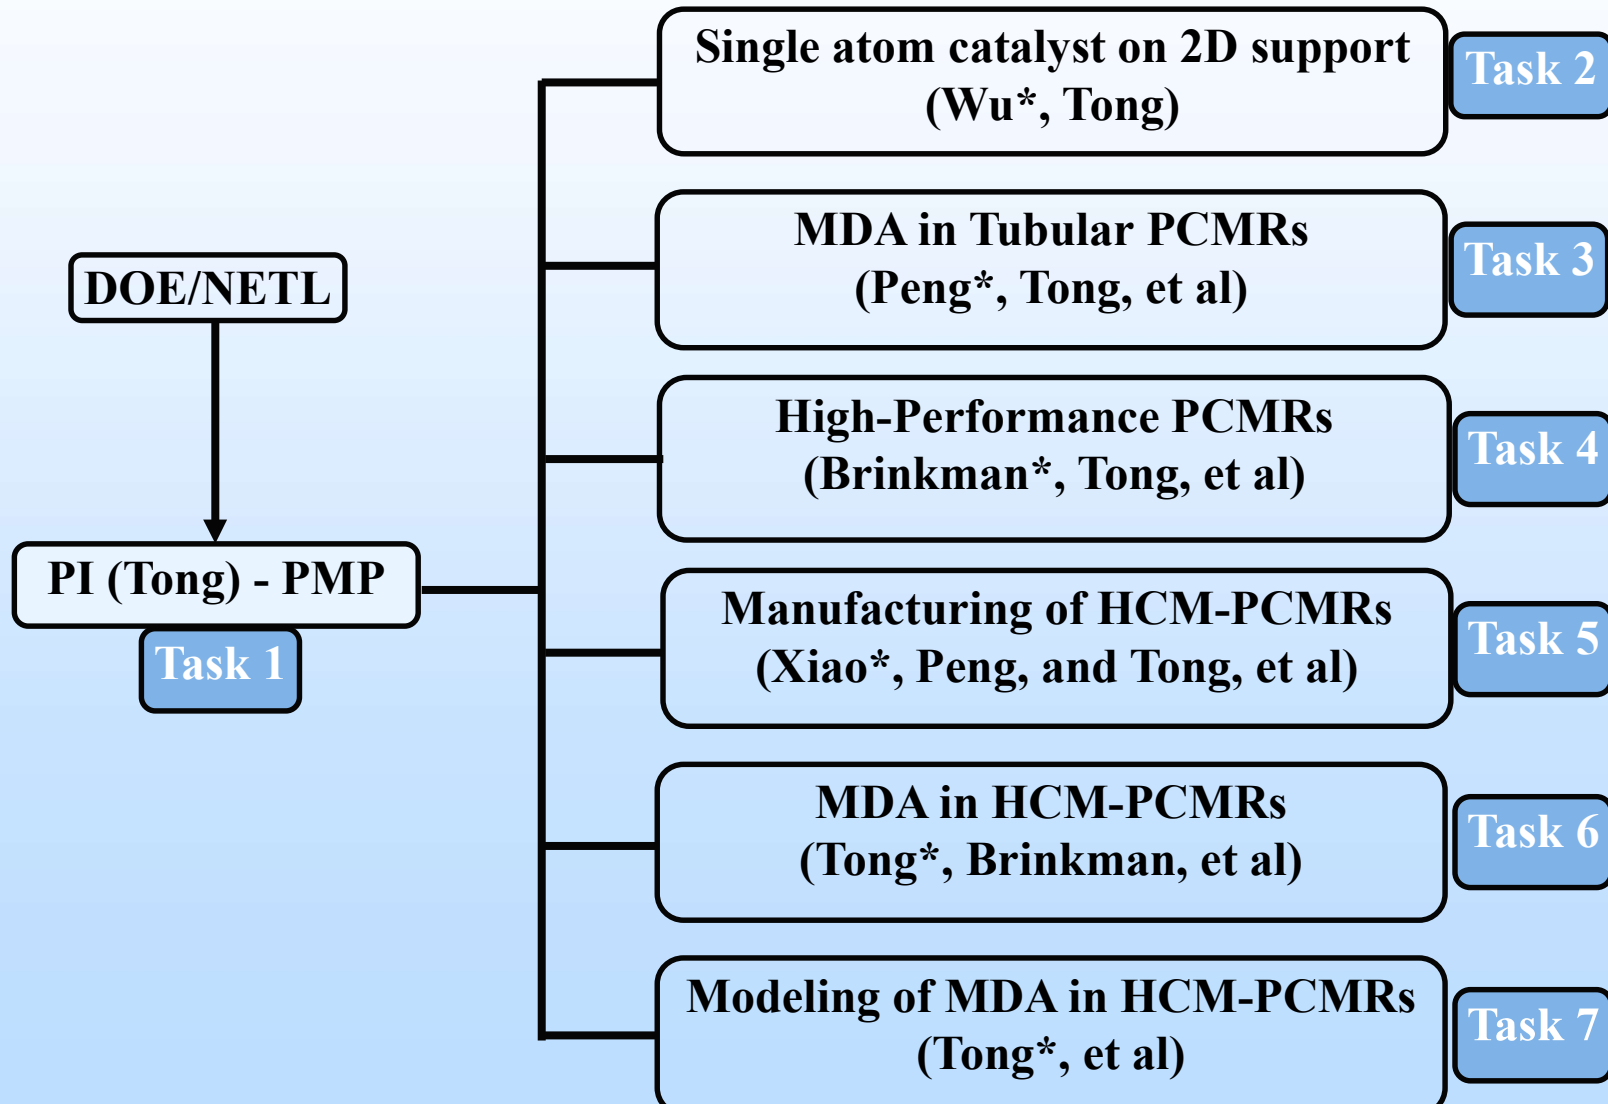 Single atom catalyst on 2D support
(Wu*, Tong)
Task 2
MDA in Tubular PCMRs
(Peng*, Tong, et al)
Task 3
DOE/NETL
High-Performance PCMRs
(Brinkman*, Tong, et al)
Task 4
PI (Tong) - PMP
Task 1
Manufacturing of HCM-PCMRs
(Xiao*, Peng, and Tong, et al)
Task 5
MDA in HCM-PCMRs
(Tong*, Brinkman, et al)
Task 6
Modeling of MDA in HCM-PCMRs
(Tong*, et al)
Task 7